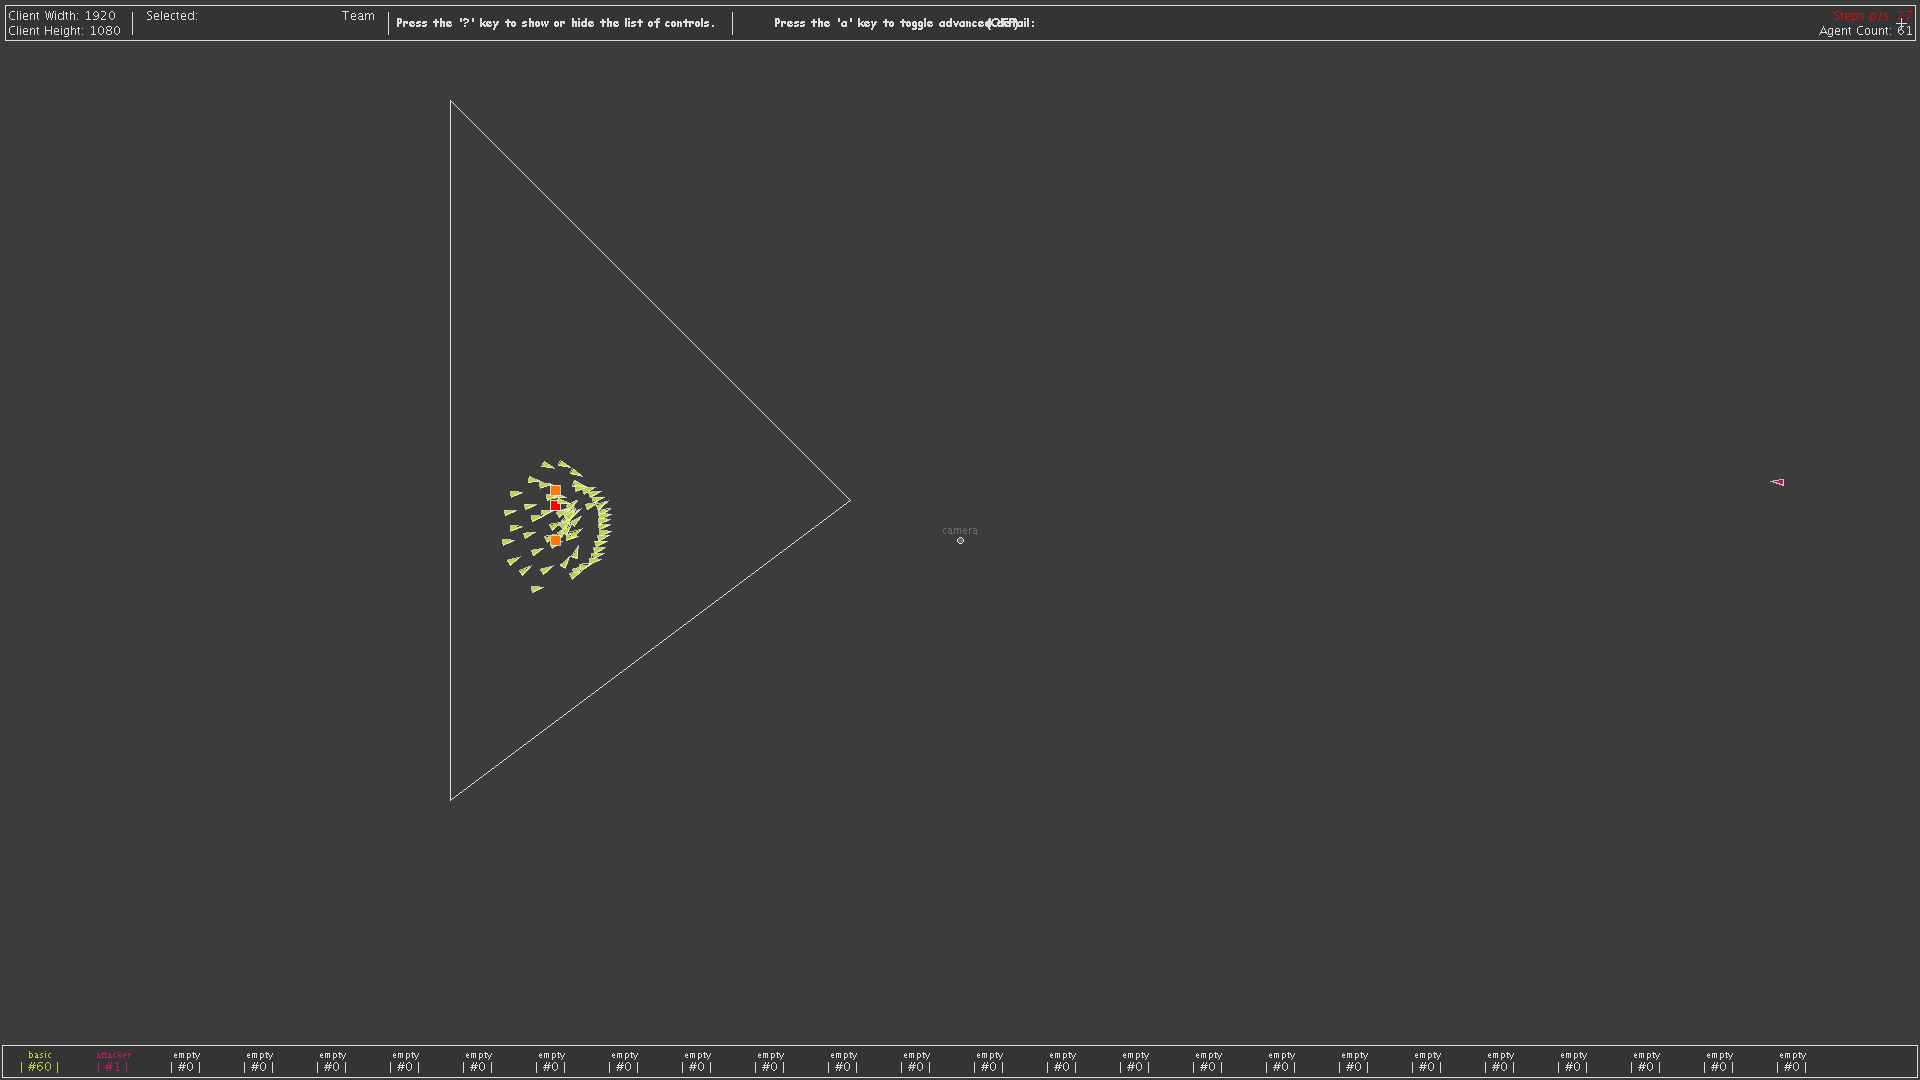 Client Width: 1920
Client Height: 1080
Selected:
Team
Press the '?' key to show or hide the list of controls.
Press the 'a' key to toggle advanced detail:
(OFF)
Steps p/s:
Agent Count: 61
camera
basic attacker empty empty empty empty empty empty empty empty empty empty empty empty empty empty empty empty empty empty empty empty empty empty empty
| #60 | | #1 | | #0 | | #0 | | #0 | | #0 | | #0 | | #0 | | #0 | | #0 | | #0 | | #0 | | #0 | | #0 | | #0 | | #0 | | #0 | | #0 | | #0 | | #0 | | #0 | | #0 | | #0 | | #0 | | #0 |